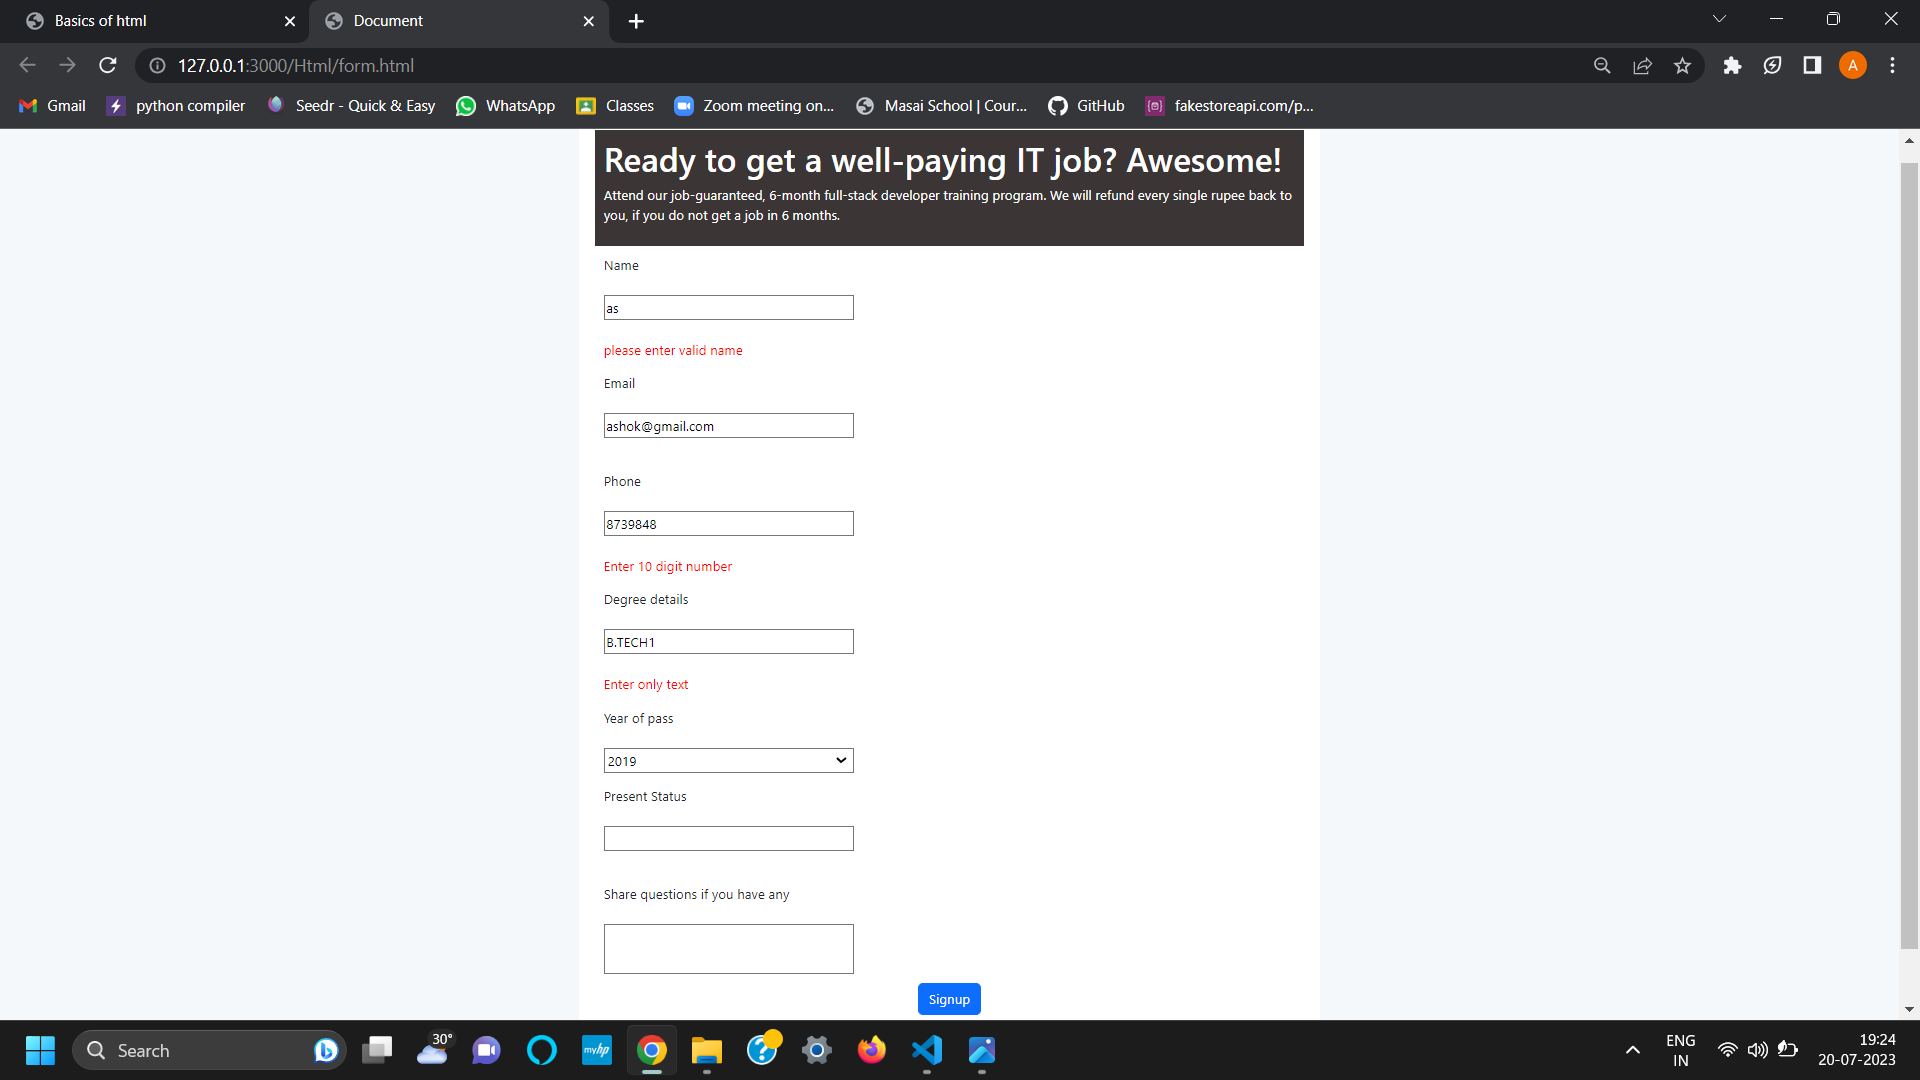 Basics of html
Document
127.0.0.1:3000/Html/form.html
A
Gmail
python compiler
Seedr - Quick & Easy
WhatsApp
Classes
Zoom meeting on...
Masai School | Cour...
GitHub
fakestoreapi.com/p...
Ready to get a well-paying IT job? Awesome!
Attend our job-guaranteed, 6-month full-stack developer training program. We will refund every single rupee back to
you, if you do not get a job in 6 months.
Name
as
please enter valid name
Email
ashok@gmail.com
Phone
8739848
Enter 10 digit number
Degree details
B.TECH1
Enter only text
Year of pass
2019
Present Status
Share questions if you have any
Signup
Search
30°
myhp
ENG
IN
19:24
20-07-2023